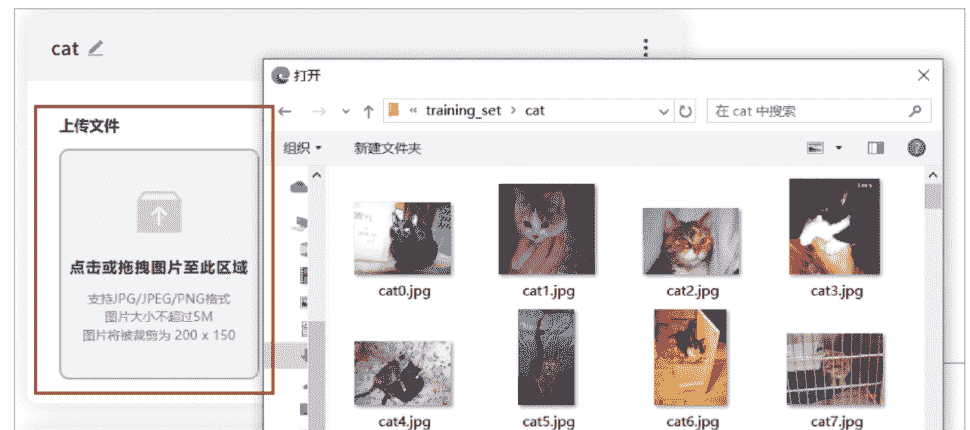 cat
打开
« training_set > cat
在 cat 中搜索
上传文件
组织
新建文件夹
点击或拖拽图片至此区域
支持JPG/JPEG/PNG格式
图片大小不超过5M
图片将被裁剪为 200 x 150
cat0.jpg
cat1.jpg
cat2.jpg
cat3.jpg
cat4.jpg
cat5.jpg
cat6.jpg
cat7.jpg